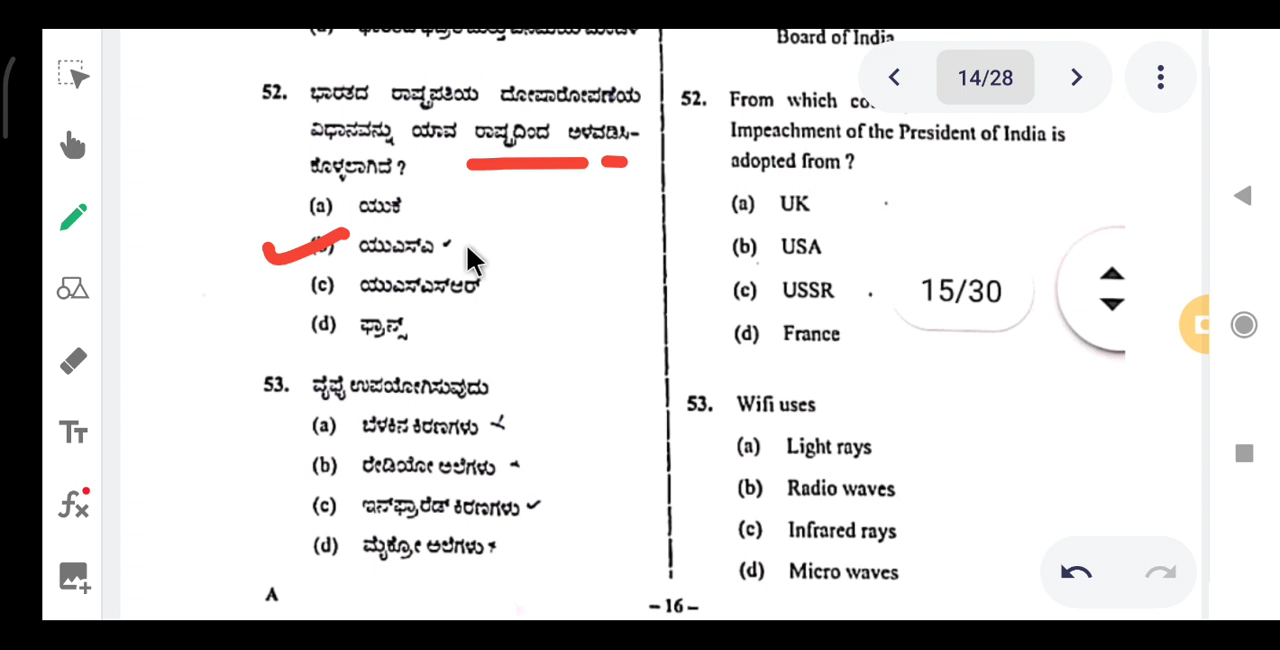 Board of India
14/28
52. ಭಾರತದ ರಾಷ್ಟ್ರಪತಿಯ ದೋಷಾರೋಪಣೆಯ
ವಿಧಾನವನ್ನು ಯಾವ ರಾಷ್ಟ್ರದಿಂದ ಅಳವಡಿಸಿ-
ಕೊಳ್ಳಲಾಗಿದೆ ?
(a) ಯುಕೆ
(b) ಯುಎಸ್ಎ
(c) ಯುಎಸ್ಎಸ್ಆರ್
(d) ಫ್ರಾನ್ಸ್
53. ವೈಫೈ ಉಪಯೋಗಿಸುವುದು
(a) ಬೆಳಕಿನ ಕಿರಣಗಳು
(b) ರೇಡಿಯೋ ಅಲೆಗಳು
(c) ಇನ್‌ಫ್ರಾರೆಡ್ ಕಿರಣಗಳು
(d) ಮೈಕ್ರೋ ಅಲೆಗಳು
A
52. From which
Impeachment of the President of India is
adopted from ?
(a) UK
(b) USA
(c) USSR
(d) France
15/30
53. Wifi uses
(a) Light rays
(b) Radio waves
(c) Infrared rays
(d) Micro waves
– 16 –
TT
fx